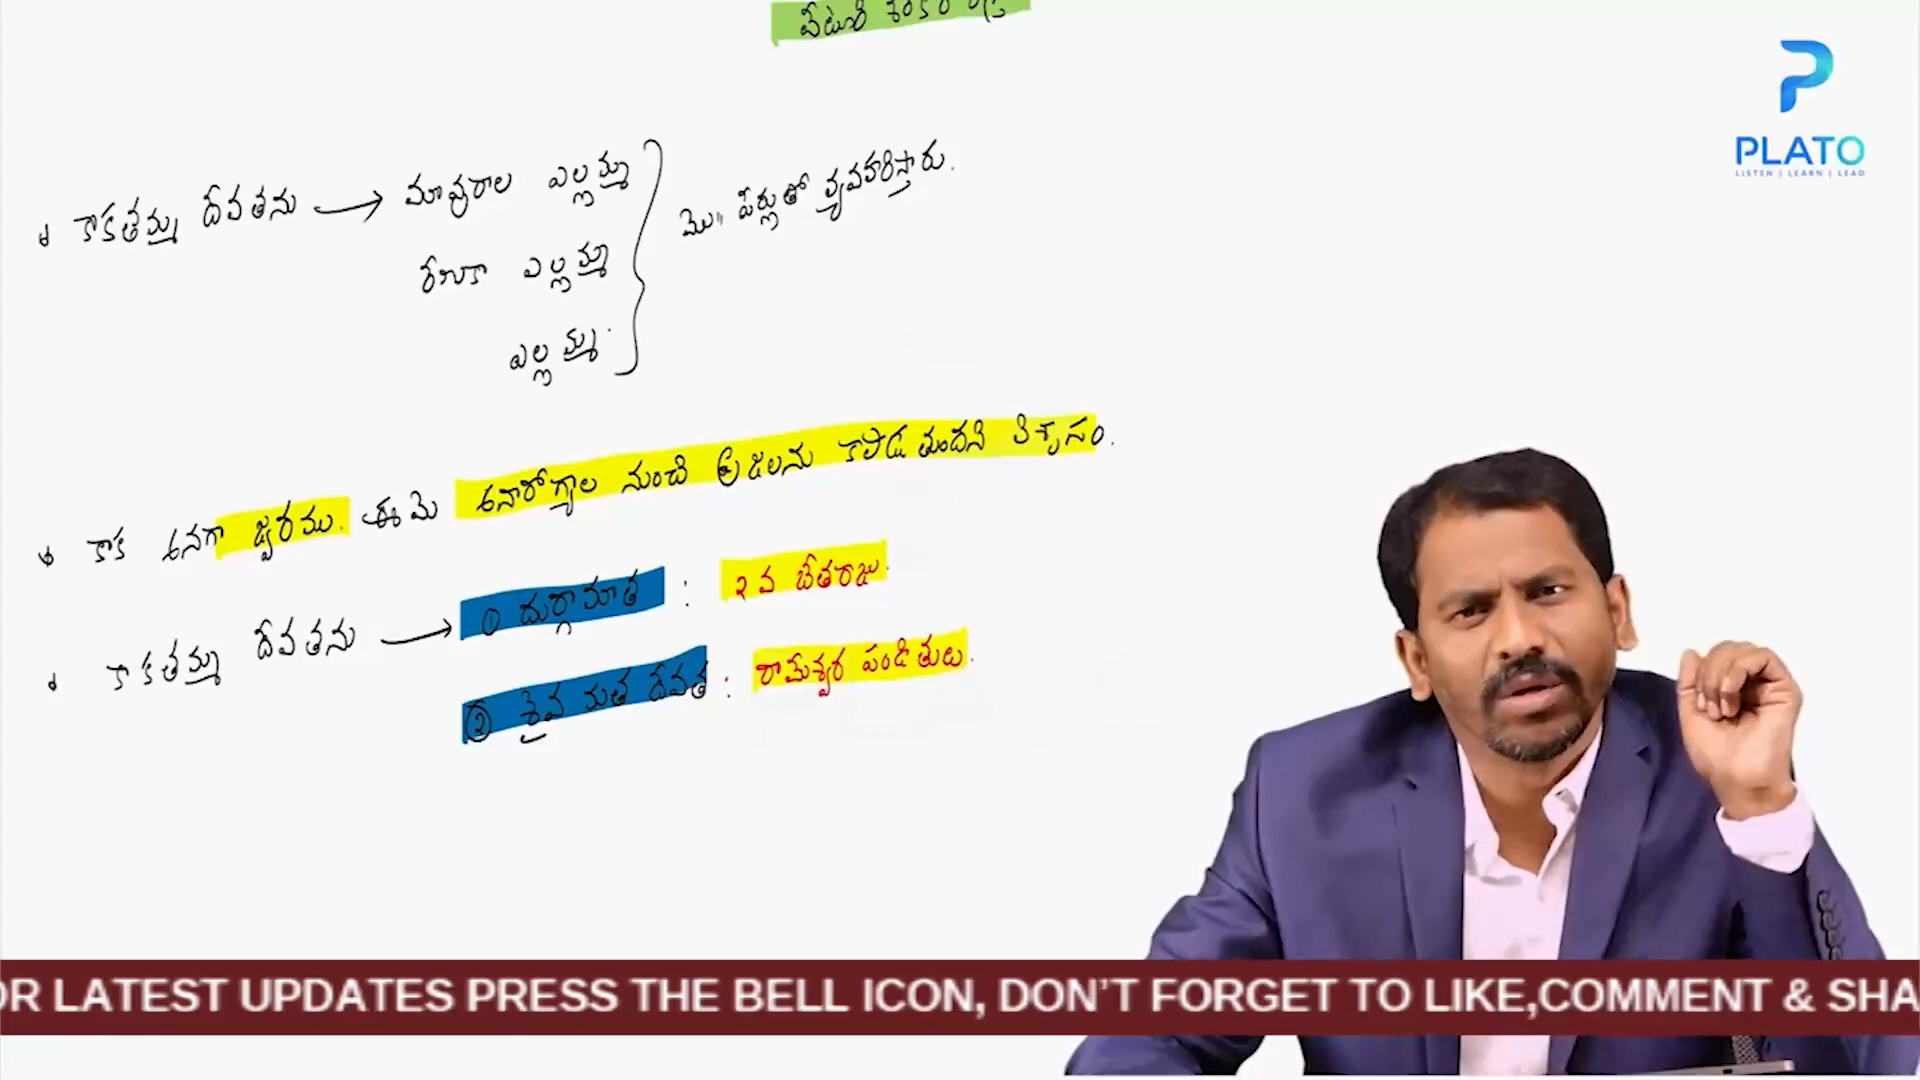 వేటూరి శంకర శాస్త్రి
PLATO
LISTEN | LEARN | LEAD
కాకతమ్మ దేవతను → మావురాల ఎల్లమ్మ
రేణుకా ఎల్లమ్మ
ఎల్లమ్మ.
మొ॥ పేర్లుతో వ్యవహరిస్తారు.
కాక అనగా జ్వరము. ఈమె అనారోగ్యాల నుంచి ప్రజలను కాపాడుతుందని విశ్వాసం.
కాకతమ్మ దేవతను → ① దుర్గామాత : 2వ బేతరాజు.
② శైవ మత దేవత : రామేశ్వర పండితులు.
OR LATEST UPDATES PRESS THE BELL ICON, DON'T FORGET TO LIKE,COMMENT & SHA